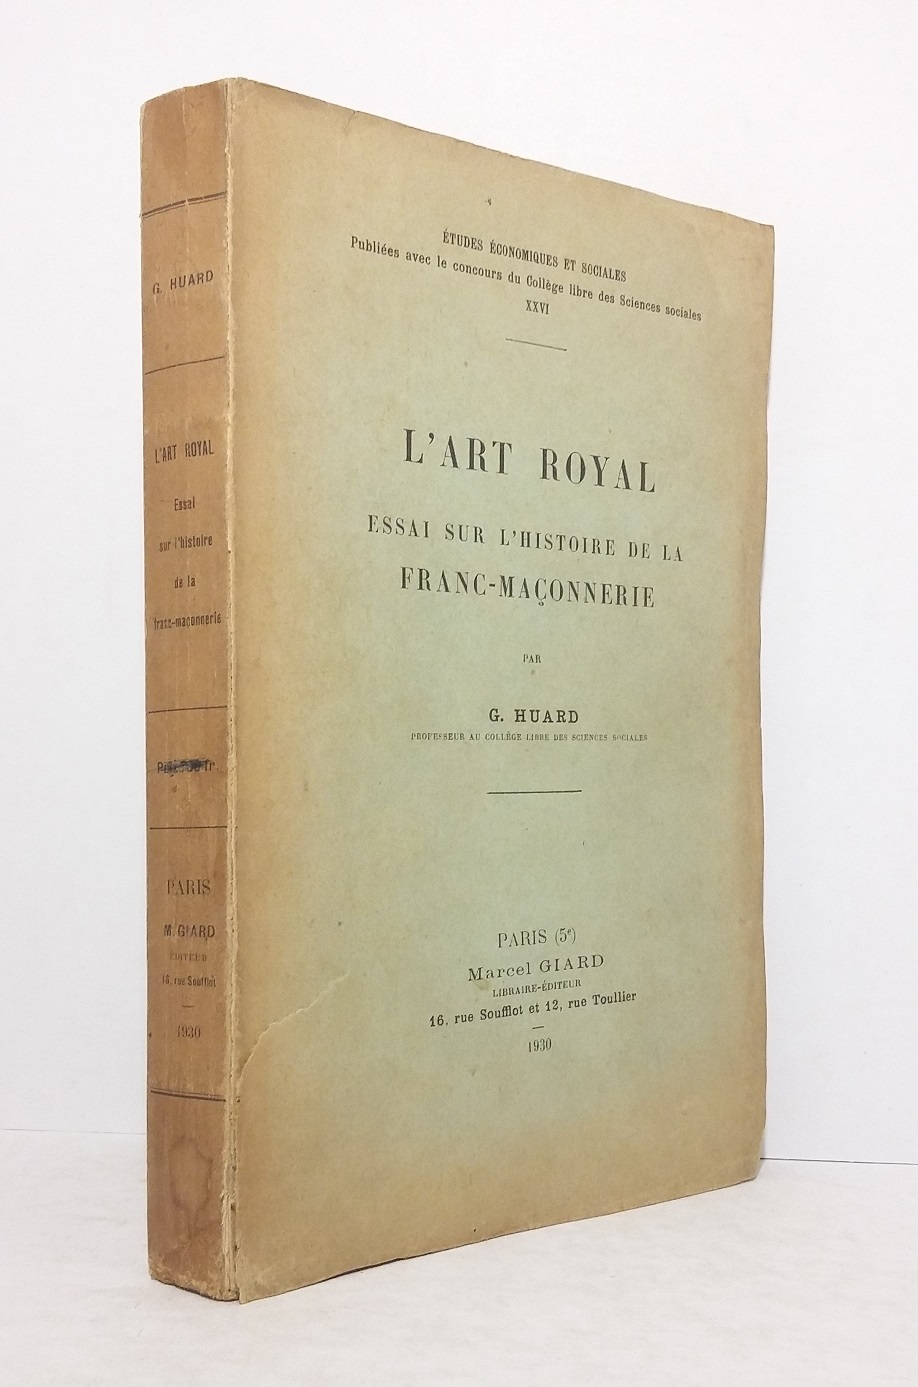 ÉTUDES ÉCONOMIQUES ET SOCIALES
Publiées avec le concours du Collège libre des Sciences sociales
XXVI
L'ART ROYAL
ESSAI SUR L'HISTOIRE DE LA
FRANC-MAÇONNERIE
PAR
G. HUARD
PROFESSEUR AU COLLÈGE LIBRE DES SCIENCES SOCIALES
PARIS (5e)
Marcel GIARD
LIBRAIRE-ÉDITEUR
16, rue Soufflot et 12, rue Toullier
1930
G. HUARD
L'ART ROYAL
Essai
sur l'histoire
de la
franc-maçonnerie
fr.
PARIS
M. GIARD
ÉDITEUR
16, rue Soufflot
1930